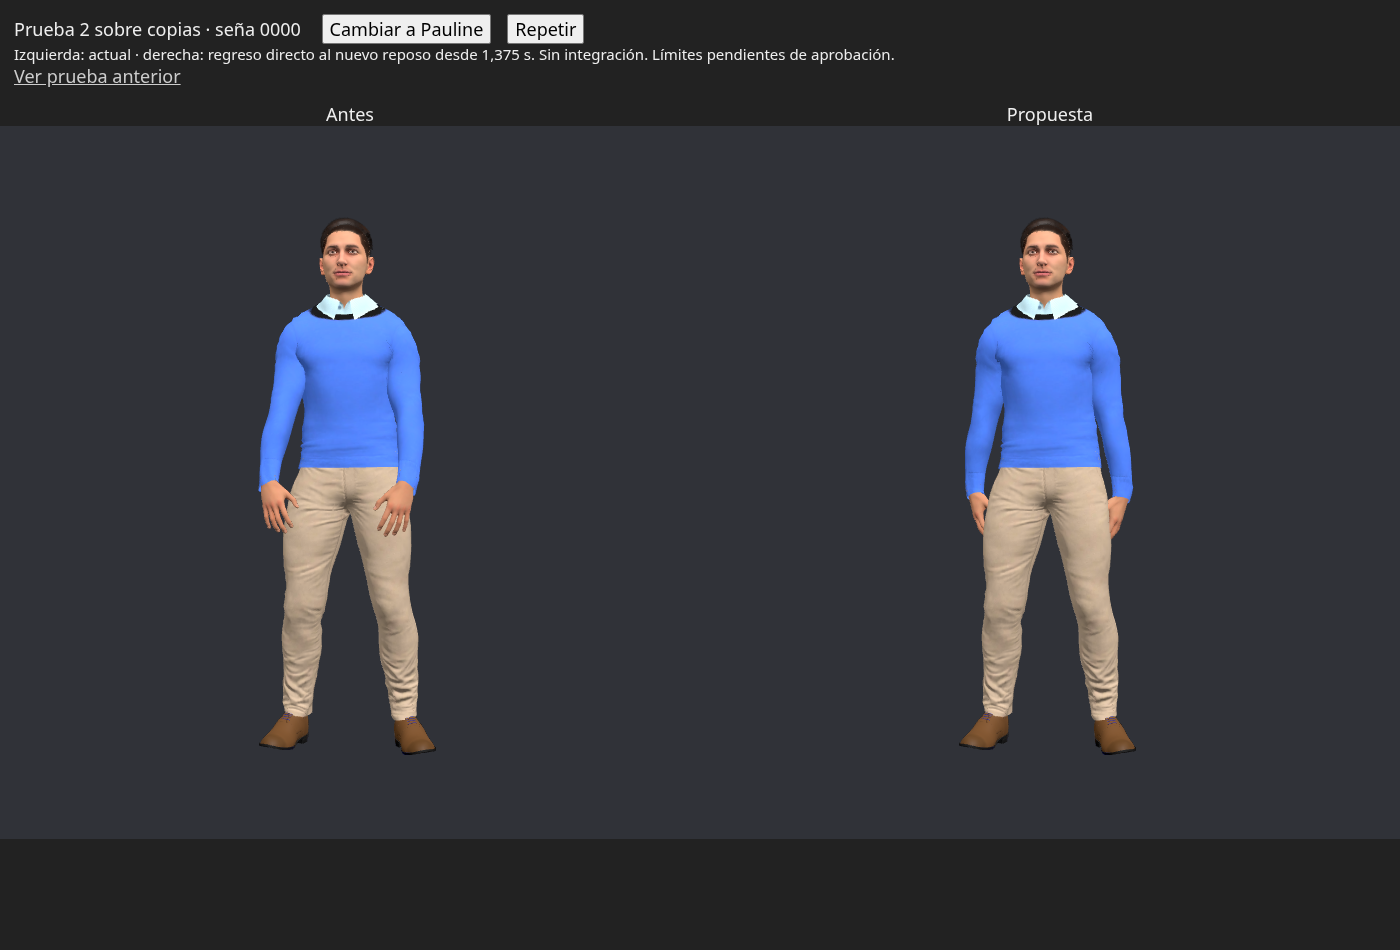 Prueba 2 sobre copias · seña 0000 Cambiar a Pauline Repetir
Izquierda: actual · derecha: regreso directo al nuevo reposo desde 1,375 s. Sin integración. Límites pendientes de aprobación.
Ver prueba anterior
Antes Propuesta